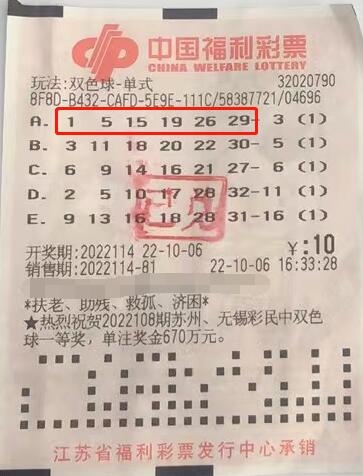 中国福利彩票
CHINA WELFARE LOTTERY
玩法:双色球-单式 32020790
8F8D-B432-CAFD-5E9E-111C/58387721/04696
A. 1 5 15 19 26 29- 3 (1)
B. 3 11 18 20 22 30- 5 (1)
C. 6 9 14 16 21 27- 6 (1)
D. 2 5 10 17 28 32-11 (1)
E. 9 13 16 18 28 31-16 (1)
已兑
开奖期:2022114 22-10-06 ¥:10
销售期:2022114-81 22-10-06 16:33:28
*扶老、助残、救孤、济困*
★热烈祝贺2022108期苏州、无锡彩民中双色
球一等奖，单注奖金670万元。
江苏省福利彩票发行中心承销